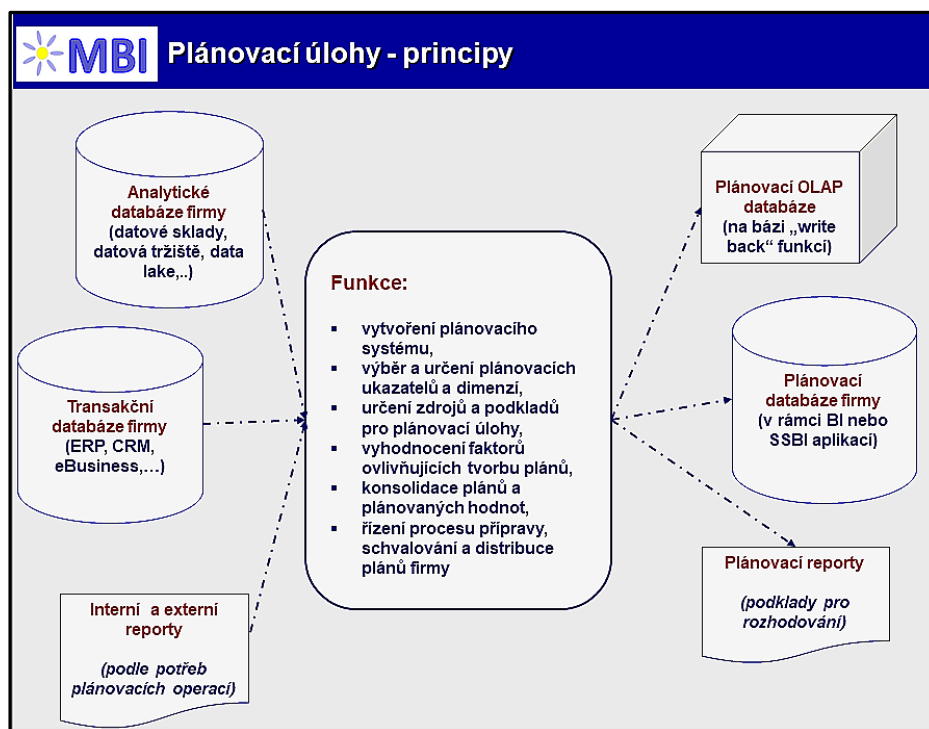 MBI Plánovací úlohy - principy
Analytické
databáze firmy
(datové sklady,
datová tržiště, data
lake,..)
Transakční
databáze firmy
(ERP, CRM,
eBusiness,…)
Interní a externí
reporty
(podle potřeb
plánovacích operací)
Funkce:
▪ vytvoření plánovacího
systému,
▪ výběr a určení plánovacích
ukazatelů a dimenzí,
▪ určení zdrojů a podkladů
pro plánovací úlohy,
▪ vyhodnocení faktorů
ovlivňujících tvorbu plánů,
▪ konsolidace plánů a
plánovaných hodnot,
▪ řízení procesu přípravy,
schvalování a distribuce
plánů firmy
Plánovací OLAP
databáze
(na bázi „write
back“ funkcí)
Plánovací
databáze firmy
(v rámci BI nebo
SSBI aplikací)
Plánovací reporty
(podklady pro
rozhodování)